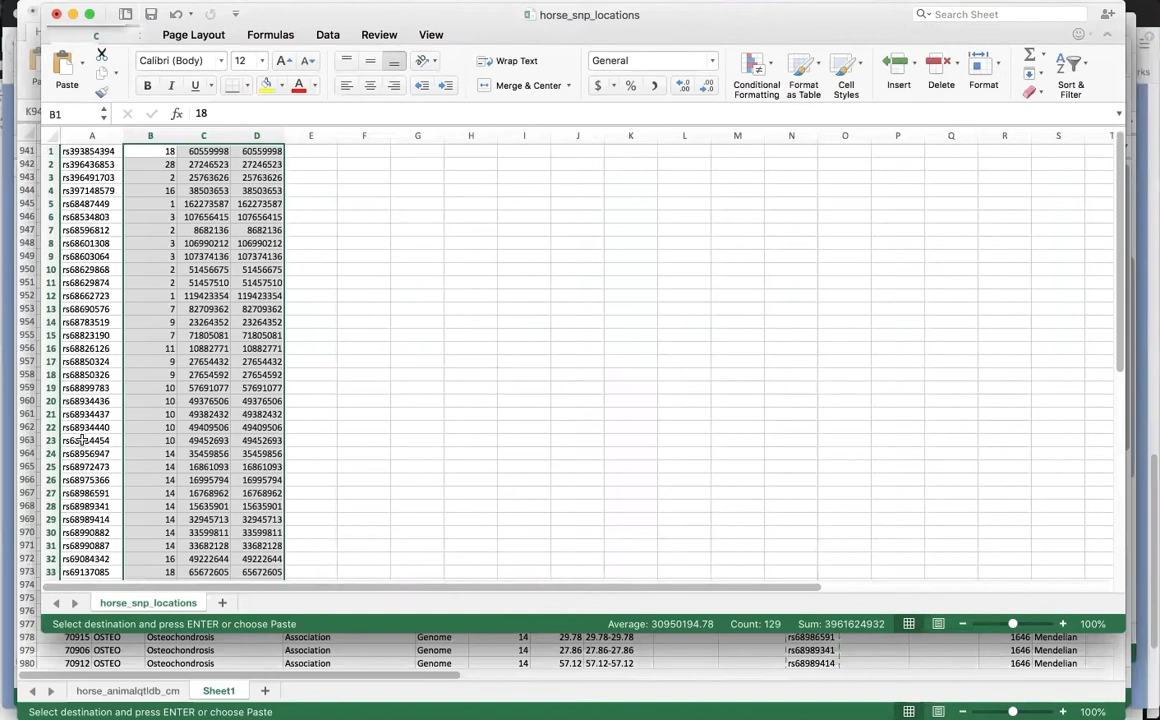 horse_snp_locations
Search Sheet
Page Layout Formulas Data Review View
Calibri (Body) 12 Wrap Text General
Paste B I U Merge & Center $ % Conditional Formatting Format as Table Cell Styles Insert Delete Format Sort & Filter
B1 fx 18
A B C D E F G H I J K L M N O P Q R S T
941 1 rs393854394 18 60559998 60559998
942 2 rs396436853 28 27246523 27246523
943 3 rs396491703 2 25763626 25763626
944 4 rs397148579 16 38503653 38503653
945 5 rs68487449 1 162273587 162273587
946 6 rs68534803 3 107656415 107656415
947 7 rs68596812 2 8682136 8682136
948 8 rs68601308 3 106990212 106990212
949 9 rs68603064 3 107374136 107374136
950 10 rs68629868 2 51456675 51456675
951 11 rs68629874 2 51457510 51457510
952 12 rs68662723 1 119423354 119423354
953 13 rs68690576 7 82709362 82709362
954 14 rs68783519 9 23264352 23264352
955 15 rs68823190 7 71805081 71805081
956 16 rs68826126 11 10882771 10882771
957 17 rs68850324 9 27654432 27654432
958 18 rs68850326 9 27654592 27654592
959 19 rs68899783 10 57691077 57691077
960 20 rs68934436 10 49376506 49376506
961 21 rs68934437 10 49382432 49382432
962 22 rs68934440 10 49409506 49409506
963 23 10 49452693 49452693
964 24 rs68956947 14 35459856 35459856
965 25 rs68972473 14 16861093 16861093
966 26 rs68975366 14 16995794 16995794
967 27 rs68986591 14 16768962 16768962
968 28 rs68989341 14 15635901 15635901
969 29 rs68989414 14 32945713 32945713
970 30 rs68990882 14 33599811 33599811
971 31 rs68990887 14 33682128 33682128
972 32 rs69084342 16 49222644 49222644
973 33 rs69137085 18 65672605 65672605
974
975
976 horse_snp_locations
977
Select destination and press ENTER or choose Paste Average: 30950194.78 Count: 129 Sum: 3961624932 100%
978 70915 OSTEO Osteochondrosis Association Genome 14 29.78 29.78-29.78 rs68986591 1646 Mendelian
979 70906 OSTEO Osteochondrosis Association Genome 14 27.86 27.86-27.86 rs68989341 1646 Mendelian
980 70912 OSTEO Osteochondrosis Association Genome 14 57.12 57.12-57.12 rs68989414 1646 Mendelian
horse_animalqtldb_cm Sheet1
Select destination and press ENTER or choose Paste 100%